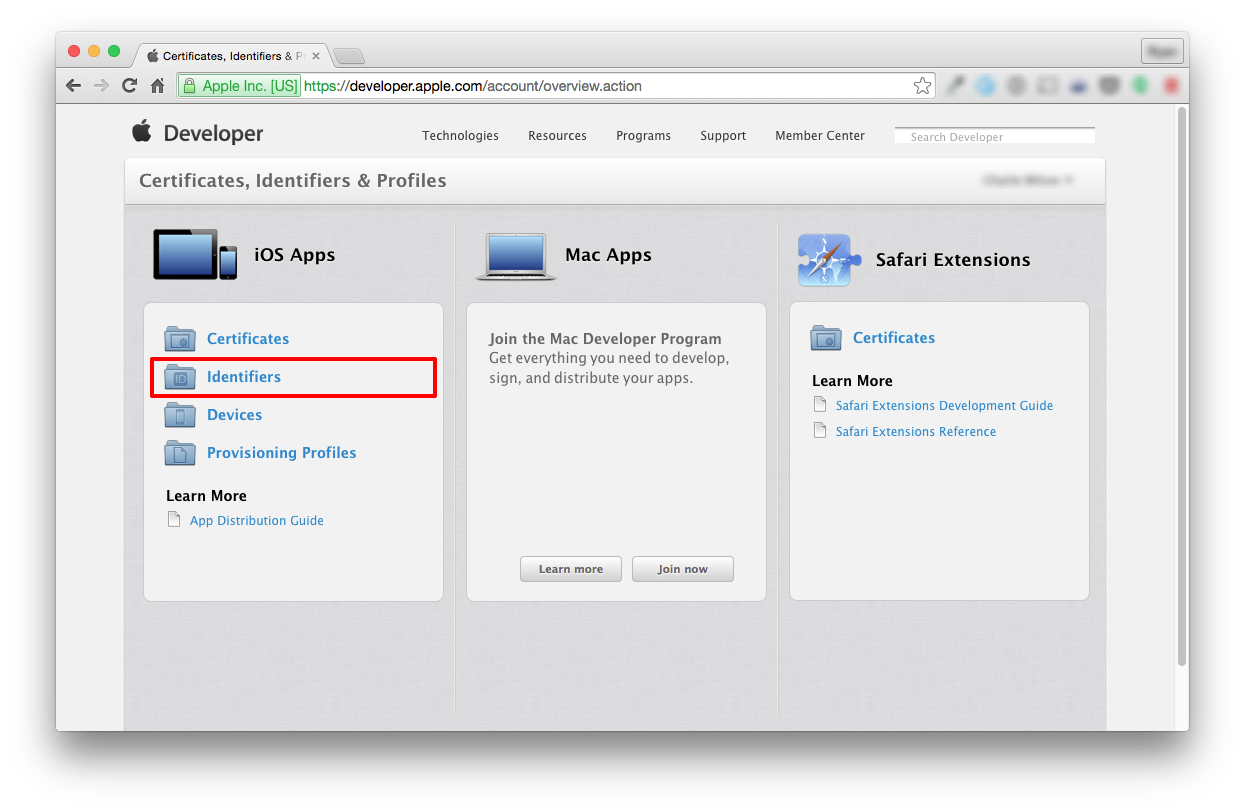 Certificates, Identifiers & P
Apple Inc. [US] https://developer.apple.com/account/overview.action
Developer
Technologies Resources Programs Support Member Center Search Developer
Certificates, Identifiers & Profiles
iOS Apps
Certificates
ID Identifiers
Devices
Provisioning Profiles
Learn More
App Distribution Guide
Mac Apps
Join the Mac Developer Program
Get everything you need to develop,
sign, and distribute your apps.
Learn more Join now
Safari Extensions
Certificates
Learn More
Safari Extensions Development Guide
Safari Extensions Reference